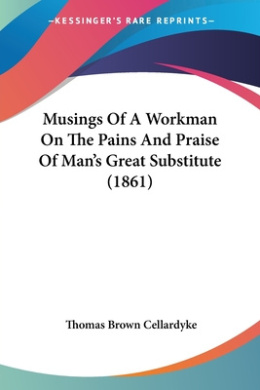 KESSINGER'S RARE REPRINTS
Musings Of A Workman
On The Pains And Praise
Of Man's Great Substitute
(1861)
Thomas Brown Cellardyke